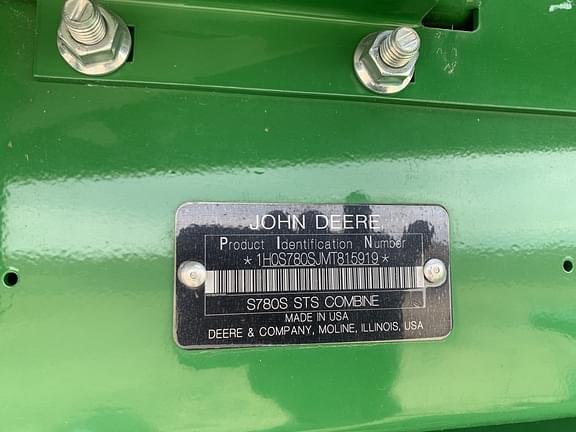 JOHN DEERE
Product Identification Number
*1H0S780SJMT815919*
S780S STS COMBINE
MADE IN USA
DEERE & COMPANY, MOLINE, ILLINOIS, USA